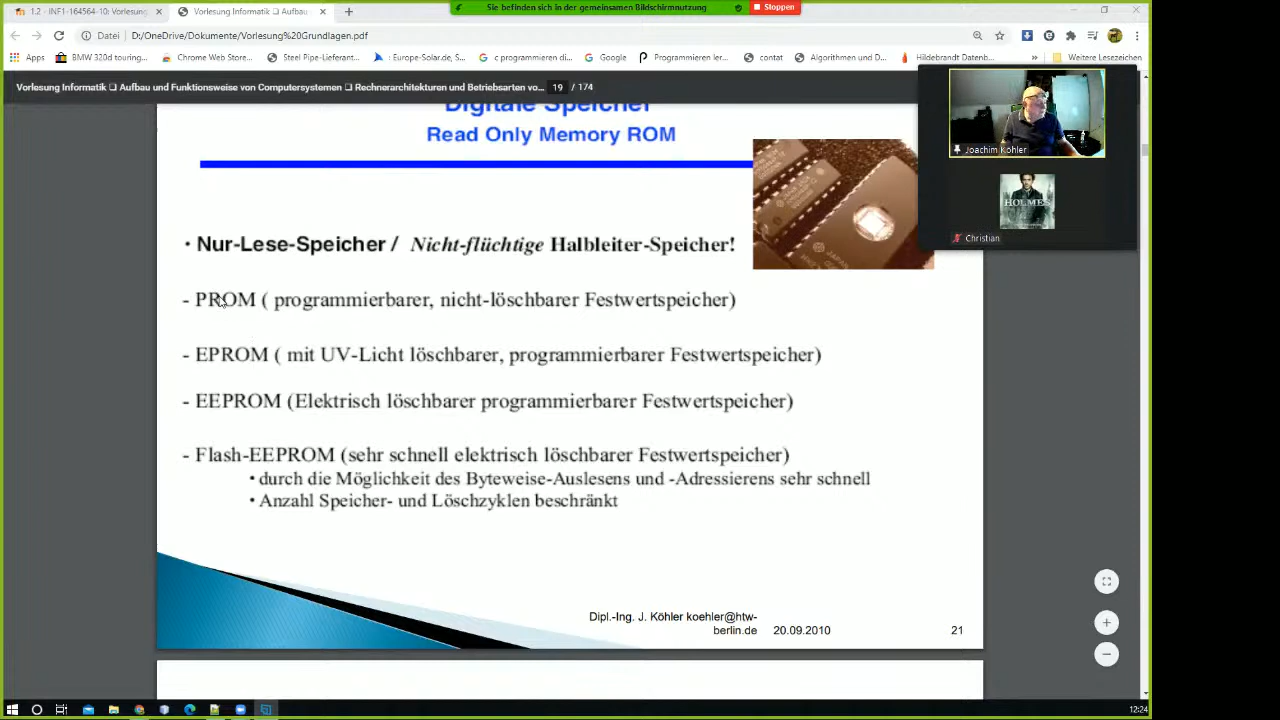 1.2 - INF1-164564-10: Vorlesung
Vorlesung Informatik ❑ Aufbau
Sie befinden sich in der gemeinsamen Bildschirmnutzung
Stoppen
Datei
D:/OneDrive/Dokumente/Vorlesung%20Grundlagen.pdf
Apps
BMW 320d touring...
Chrome Web Store...
Steel Pipe-Lieferant...
: Europe-Solar.de, S...
c programmieren di...
Google
Programmieren ler...
contat
Algorithmen und D...
Hildebrandt Denten...
»
Weitere Lesezeichen
Vorlesung Informatik ❑ Aufbau und Funktionsweise von Computersystemen ❑ Rechnerarchitekturen und Betriebsarten vo...
19 / 174
Joachim Köhler
HOLMES
Christian
Digitale Speicher
Read Only Memory ROM
• Nur-Lese-Speicher / Nicht-flüchtige Halbleiter-Speicher!
- PROM ( programmierbarer, nicht-löschbarer Festwertspeicher)
- EPROM ( mit UV-Licht löschbarer, programmierbarer Festwertspeicher)
- EEPROM (Elektrisch löschbarer programmierbarer Festwertspeicher)
- Flash-EEPROM (sehr schnell elektrisch löschbarer Festwertspeicher)
• durch die Möglichkeit des Byteweise-Auslesens und -Adressierens sehr schnell
• Anzahl Speicher- und Löschzyklen beschränkt
Dipl.-Ing. J. Köhler koehler@htw-
berlin.de
20.09.2010
21
12:24